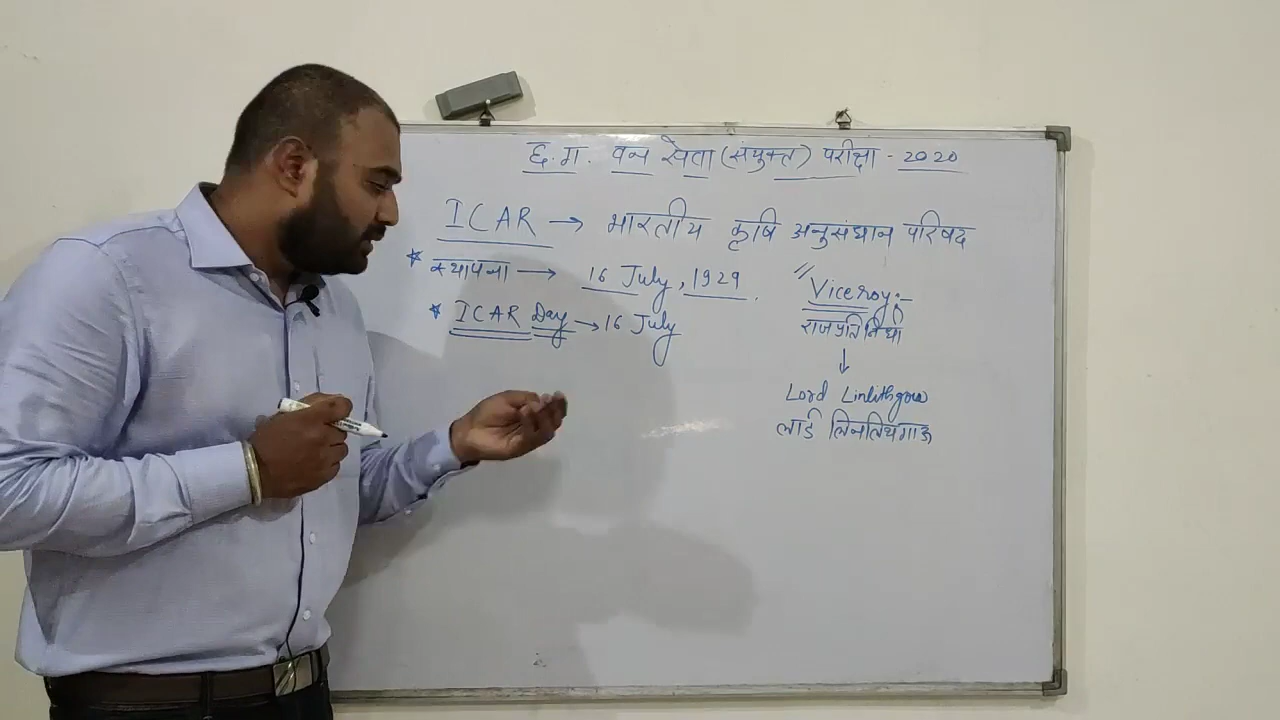 छ.ग. वन सेवा (संयुक्त) परीक्षा - 2020
ICAR → भारतीय कृषि अनुसंधान परिषद
* स्थापना → 16 July, 1929.
* ICAR Day → 16 July
" Viceroy :-
राजप्रतिनिधी
↓
Lord Linlithgow
लार्ड लिनलिथगाऊ